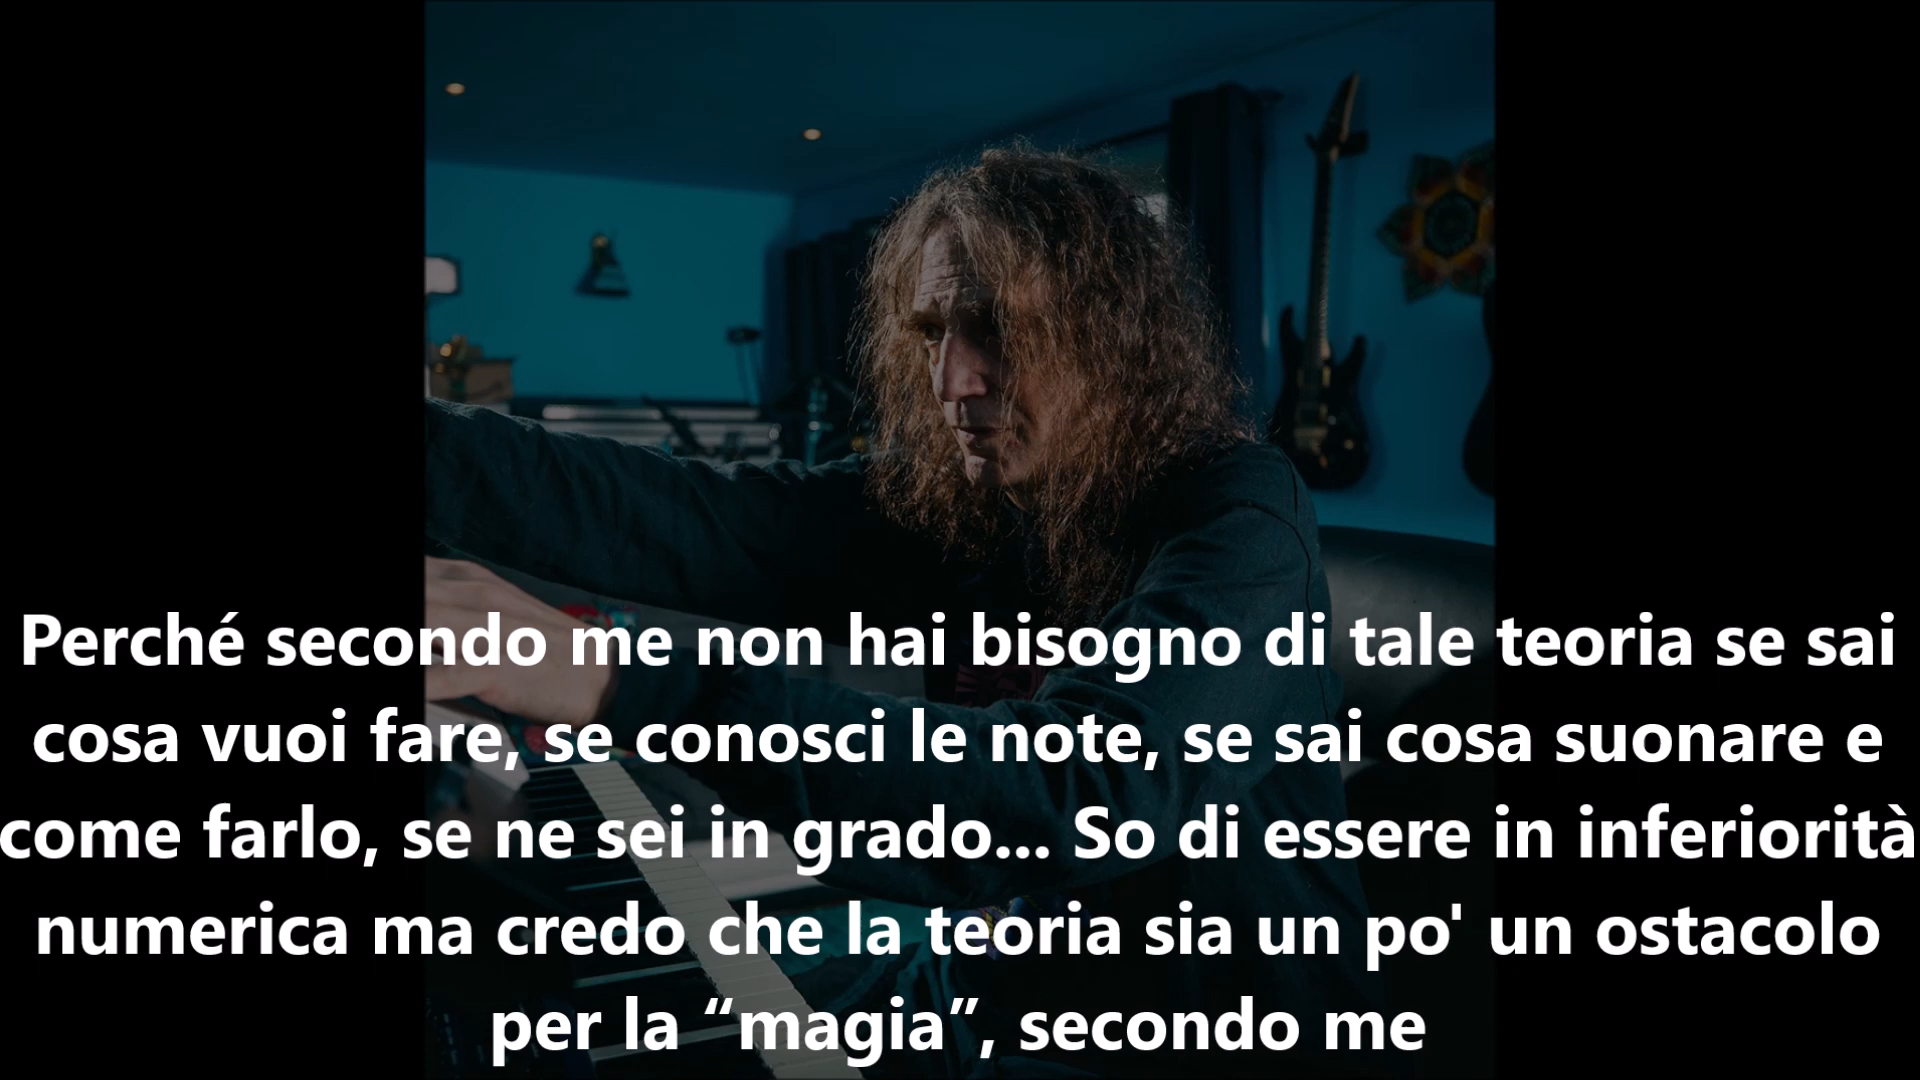 Perché secondo me non hai bisogno di tale teoria se sai
cosa vuoi fare, se conosci le note, se sai cosa suonare e
come farlo, se ne sei in grado... So di essere in inferiorità
numerica ma credo che la teoria sia un po' un ostacolo
per la “magia”, secondo me